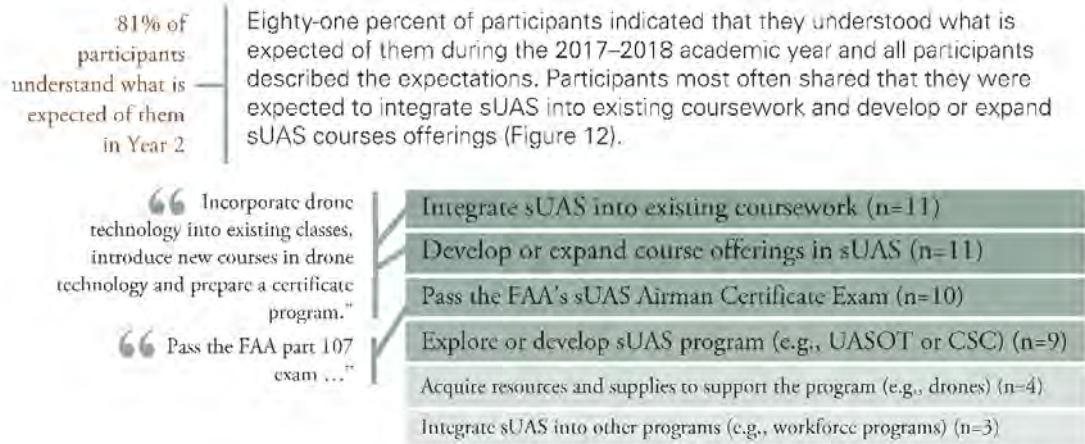 81% of
participants
understand what is
expected of them
in Year 2
Eighty-one percent of participants indicated that they understood what is
expected of them during the 2017–2018 academic year and all participants
described the expectations. Participants most often shared that they were
expected to integrate sUAS into existing coursework and develop or expand
sUAS courses offerings (Figure 12).
“ Incorporate drone
technology into existing classes,
introduce new courses in drone
technology and prepare a certificate
program."
“ Pass the FAA part 107
exam ..."
Integrate sUAS into existing coursework (n=11)
Develop or expand course offerings in sUAS (n=11)
Pass the FAA's sUAS Airman Certificate Exam (n=10)
Explore or develop sUAS program (e.g., UASOT or CSC) (n=9)
Acquire resources and supplies to support the program (e.g., drones) (n=4)
Integrate sUAS into other programs (e.g., workforce programs) (n=3)